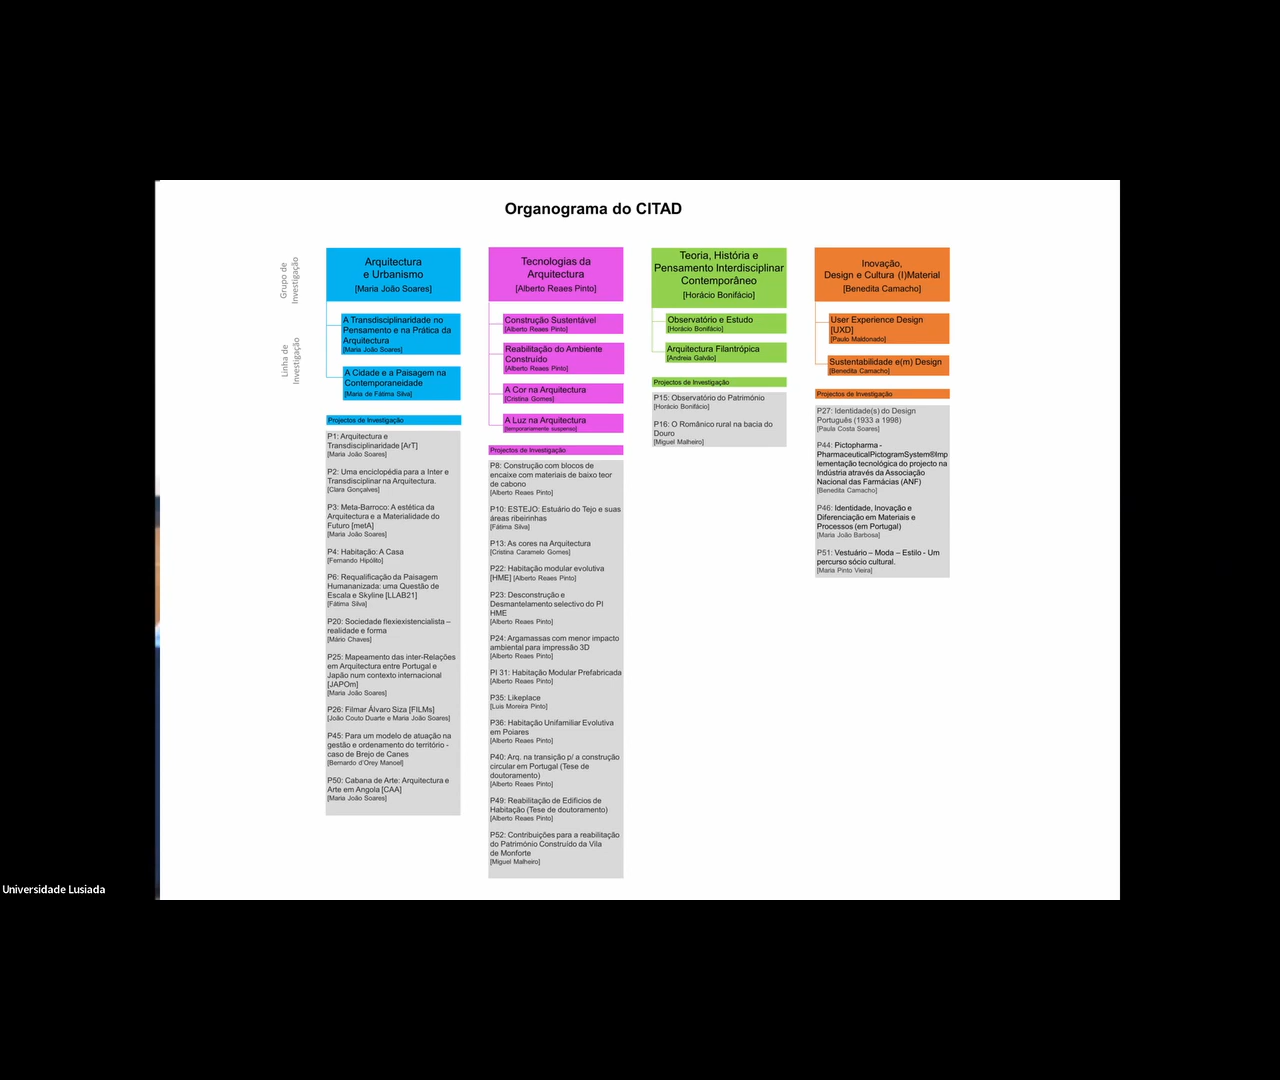 Organograma do CITAD
Grupo de
Investigação
Linha de
Investigação
Arquitectura
e Urbanismo
[Maria João Soares]
A Transdisciplinaridade no
Pensamento e na Prática da
Arquitectura
[Maria João Soares]
A Cidade e a Paisagem na
Contemporaneidade
[Maria de Fátima Silva]
Projectos de Investigação
P1: Arquitectura e
Transdisciplinaridade [ArT]
[Maria João Soares]
P2: Uma enciclopédia para a Inter e
Transdisciplinar na Arquitectura.
[Clara Gonçalves]
P3: Meta-Barroco: A estética da
Arquitectura e a Materialidade do
Futuro [metA]
[Maria João Soares]
P4: Habitação: A Casa
[Fernando Hipólito]
P6: Requalificação da Paisagem
Humananizada: uma Questão de
Escala e Skyline [LLAB21]
[Fátima Silva]
P20: Sociedade flexiexistencialista –
realidade e forma
[Mário Chaves]
P25: Mapeamento das inter-Relações
em Arquitectura entre Portugal e
Japão num contexto internacional
[JAPOm]
[Maria João Soares]
P26: Filmar Álvaro Siza [FILMs]
[João Couto Duarte e Maria João Soares]
P45: Para um modelo de atuação na
gestão e ordenamento do território -
caso de Brejo de Canes
[Bernardo d'Orey Manoel]
P50: Cabana de Arte: Arquitectura e
Arte em Angola [CAA]
[Maria João Soares]
Tecnologias da
Arquitectura
[Alberto Reaes Pinto]
Construção Sustentável
[Alberto Reaes Pinto]
Reabilitação do Ambiente
Construído
[Alberto Reaes Pinto]
A Cor na Arquitectura
[Cristina Gomes]
A Luz na Arquitectura
[temporariamente suspenso]
Projectos de Investigação
P8: Construção com blocos de
encaixe com materiais de baixo teor
de cabono
[Alberto Reaes Pinto]
P10: ESTEJO: Estuário do Tejo e suas
áreas ribeirinhas
[Fátima Silva]
P13: As cores na Arquitectura
[Cristina Caramelo Gomes]
P22: Habitação modular evolutiva
[HME] [Alberto Reaes Pinto]
P23: Desconstrução e
Desmantelamento selectivo do PI
HME
[Alberto Reaes Pinto]
P24: Argamassas com menor impacto
ambiental para impressão 3D
[Alberto Reaes Pinto]
PI 31: Habitação Modular Prefabricada
[Alberto Reaes Pinto]
P35: Likeplace
[Luis Moreira Pinto]
P36: Habitação Unifamiliar Evolutiva
em Poiares
[Alberto Reaes Pinto]
P40: Arq. na transição p/ a construção
circular em Portugal (Tese de
doutoramento)
[Alberto Reaes Pinto]
P49: Reabilitação de Edificios de
Habitação (Tese de doutoramento)
[Alberto Reaes Pinto]
P52: Contribuições para a reabilitação
do Património Construído da Vila
de Monforte
[Miguel Malheiro]
Teoria, História e
Pensamento Interdisciplinar
Contemporâneo
[Horácio Bonifácio]
Observatório e Estudo
[Horácio Bonifácio]
Arquitectura Filantrópica
[Andreia Galvão]
Projectos de Investigação
P15: Observatório do Património
[Horácio Bonifácio]
P16: O Românico rural na bacia do
Douro
[Miguel Malheiro]
Inovação,
Design e Cultura (I)Material
[Benedita Camacho]
User Experience Design
[UXD]
[Paulo Maldonado]
Sustentabilidade e(m) Design
[Benedita Camacho]
Projectos de Investigação
P27: Identidade(s) do Design
Português (1933 a 1998)
[Paula Costa Soares]
P44: Pictopharma -
PharmaceuticalPictogramSystem®Imp
lementação tecnológica do projecto na
Indústria através da Associação
Nacional das Farmácias (ANF)
[Benedita Camacho]
P46: Identidade, Inovação e
Diferenciação em Materiais e
Processos (em Portugal)
[Maria João Barbosa]
P51: Vestuário – Moda – Estilo - Um
percurso sócio cultural.
[Maria Pinto Vieira]
Universidade Lusiada